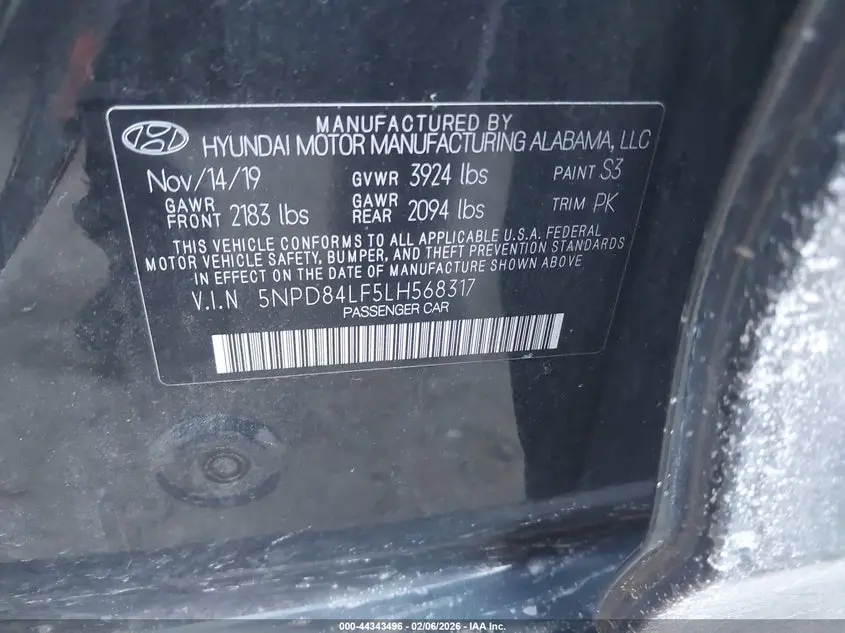 MANUFACTURED BY
HYUNDAI MOTOR MANUFACTURING ALABAMA, LLC
Nov/14/19 GVWR 3924 lbs PAINT S3
GAWR FRONT 2183 lbs GAWR REAR 2094 lbs TRIM PK
THIS VEHICLE CONFORMS TO ALL APPLICABLE U.S.A. FEDERAL
MOTOR VEHICLE SAFETY, BUMPER, AND THEFT PREVENTION STANDARDS
IN EFFECT ON THE DATE OF MANUFACTURE SHOWN ABOVE
V.I.N 5NPD84LF5LH568317
PASSENGER CAR
000-44343496 - 02/06/2026 - IAA Inc.